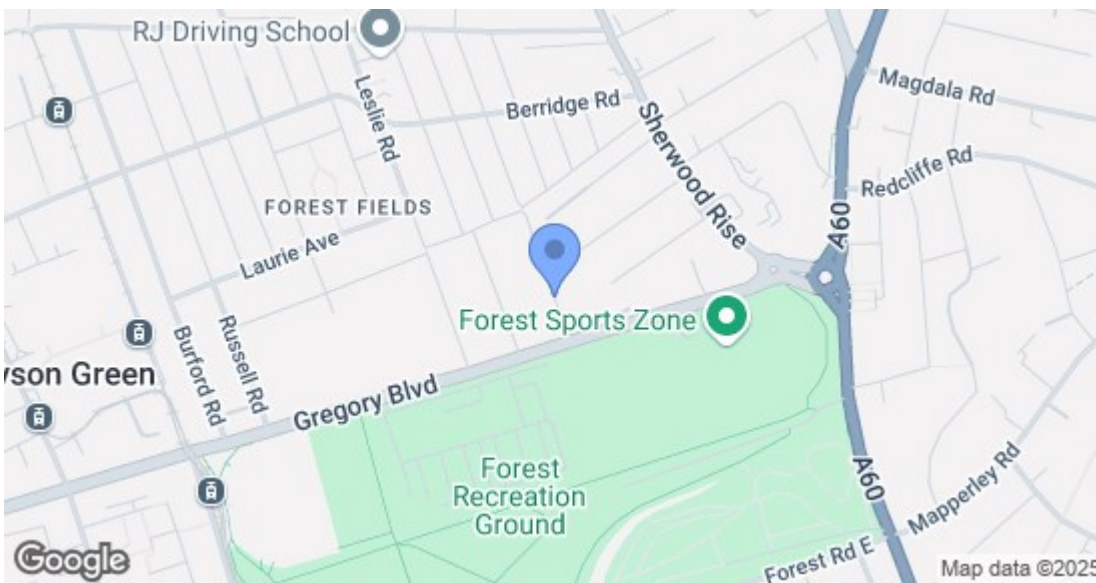 RJ Driving School
Magdala Rd
Berridge Rd
Leslie Rd
Sherwood Rise
Redcliffe Rd
FOREST FIELDS
A60
Laurie Ave
Forest Sports Zone
Burford Rd
Russell Rd
yson Green
Gregory Blvd
Forest
Recreation
Ground
A60
Mapperley Rd
Forest Rd E
Google
Map data ©2025